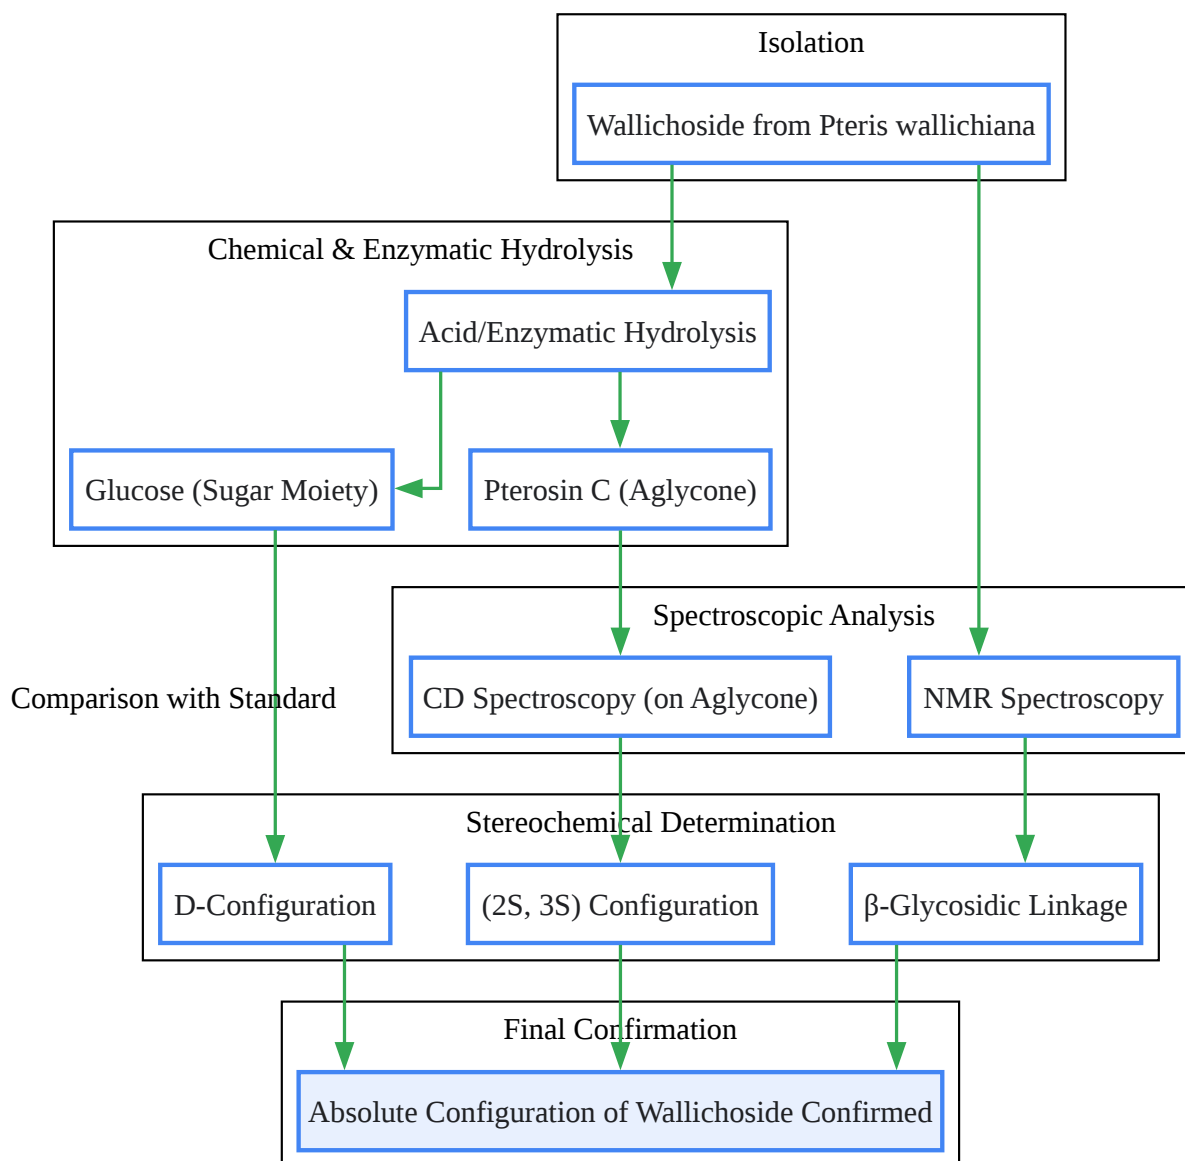 Isolation
Wallichoside from Pteris wallichiana
Chemical & Enzymatic Hydrolysis
Acid/Enzymatic Hydrolysis
Glucose (Sugar Moiety)
Pterosin C (Aglycone)
Spectroscopic Analysis
CD Spectroscopy (on Aglycone)
NMR Spectroscopy
Comparison with Standard
Stereochemical Determination
D-Configuration
(2S, 3S) Configuration
β-Glycosidic Linkage
Final Confirmation
Absolute Configuration of Wallichoside Confirmed